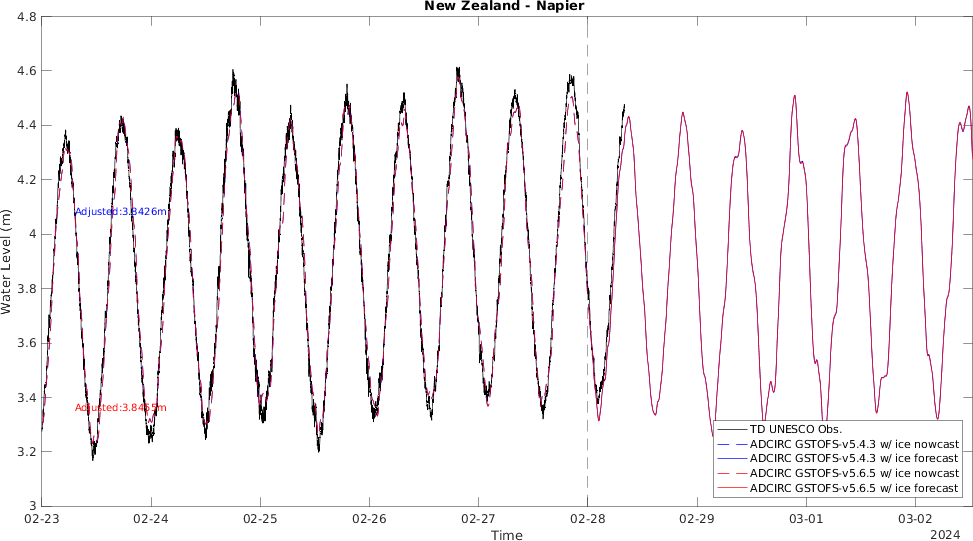 New Zealand - Napier
4.8
4.6
4.4
4.2
4
3.8
3.6
3.4
3.2
3
Water Level (m)
Adjusted:3.8426m
Adjusted:3.8455m
TD UNESCO Obs.
ADCIRC GSTOFS-v5.4.3 w/ ice nowcast
ADCIRC GSTOFS-v5.4.3 w/ ice forecast
ADCIRC GSTOFS-v5.6.5 w/ ice nowcast
ADCIRC GSTOFS-v5.6.5 w/ ice forecast
02-23 02-24 02-25 02-26 02-27 02-28 02-29 03-01 03-02
Time
2024